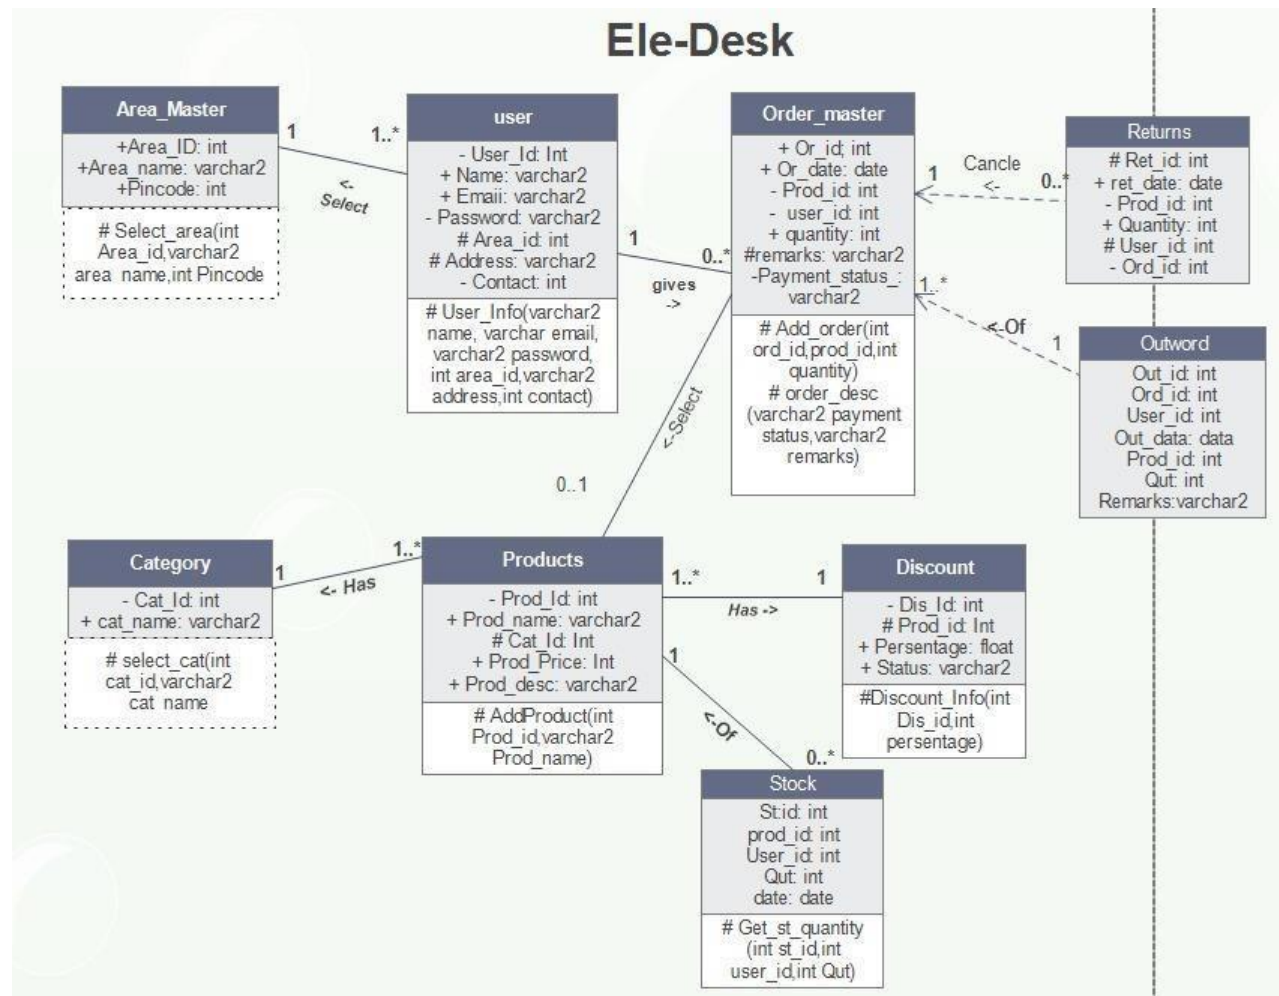 Ele-Desk
Area_Master
+Area_ID: int
+Area_name: varchar2
+Pincode: int
# Select_area(int
Area_id,varchar2
area name,int Pincode
1
1..*
<-
Select
user
- User_Id: Int
+ Name: varchar2
+ Emaii: varchar2
- Password: varchar2
# Area_id: int
# Address: varchar2
- Contact: int
# User_Info(varchar2
name, varchar email,
varchar2 password,
int area_id,varchar2
address,int contact)
1
0..*
gives
->
Order_master
+ Or_id; int
+ Or_date: date
- Prod_id: int
- user_id: int
+ quantity: int
#remarks: varchar2
-Payment_status_:
varchar2
# Add_order(int
ord_id,prod_id,int
quantity)
# order_desc
(varchar2 payment
status,varchar2
remarks)
1
Cancle
<-
0..*
Returns
# Ret_id: int
+ ret_date: date
- Prod_id: int
+ Quantity: int
# User_id: int
- Ord_id: int
1..*
<-Of
1
Outword
Out_id: int
Ord_id: int
User_id: int
Out_data: data
Prod_id: int
Qut: int
Remarks:varchar2
<-Select
0..1
Category
- Cat_Id: int
+ cat_name: varchar2
# select_cat(int
cat_id,varchar2
cat name
1
1..*
<- Has
Products
- Prod_Id: int
+ Prod_name: varchar2
# Cat_Id: Int
+ Prod_Price: Int
+ Prod_desc: varchar2
# AddProduct(int
Prod_id,varchar2
Prod_name)
1..*
1
Has ->
Discount
- Dis_Id: int
# Prod_id: Int
+ Persentage: float
+ Status: varchar2
#Discount_Info(int
Dis_id,int
persentage)
1
<-Of
0..*
Stock
St:id: int
prod_id: int
User_id: int
Qut: int
date: date
# Get_st_quantity
(int st_id,int
user_id,int Qut)